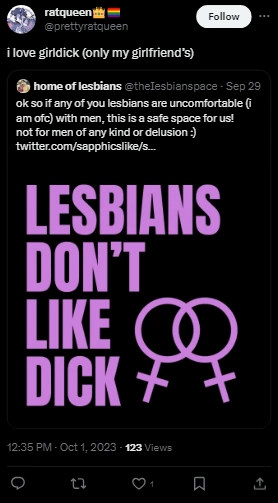 ratqueen👑🏳️‍🌈
@prettyratqueen
Follow
i love girldick (only my girlfriend's)
home of lesbians @thelesbianspace · Sep 29
ok so if any of you lesbians are uncomfortable (i
am ofc) with men, this is a safe space for us!
not for men of any kind or delusion :)
twitter.com/sapphicslike/s...
LESBIANS
DON'T
LIKE
DICK
12:35 PM · Oct 1, 2023 · 123 Views
1